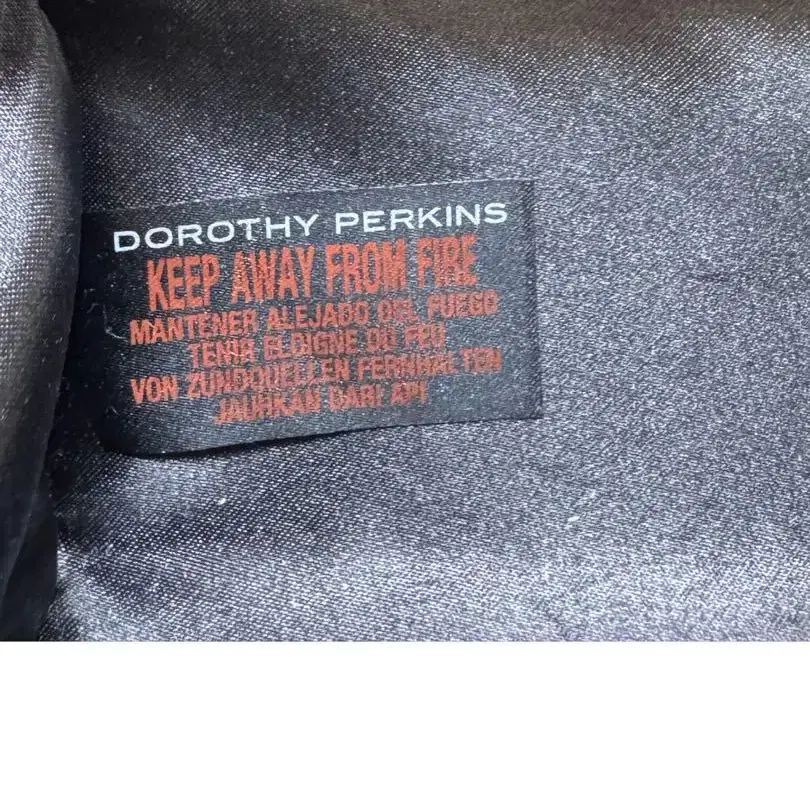 DOROTHY PERKINS
KEEP AWAY FROM FIRE
MANTENER ALEJADO DEL FUEGO
TENIR ELOIGNE DU FEU
VON ZUNDQUELLEN FERNHALTEN
JAUHKAN DARI API